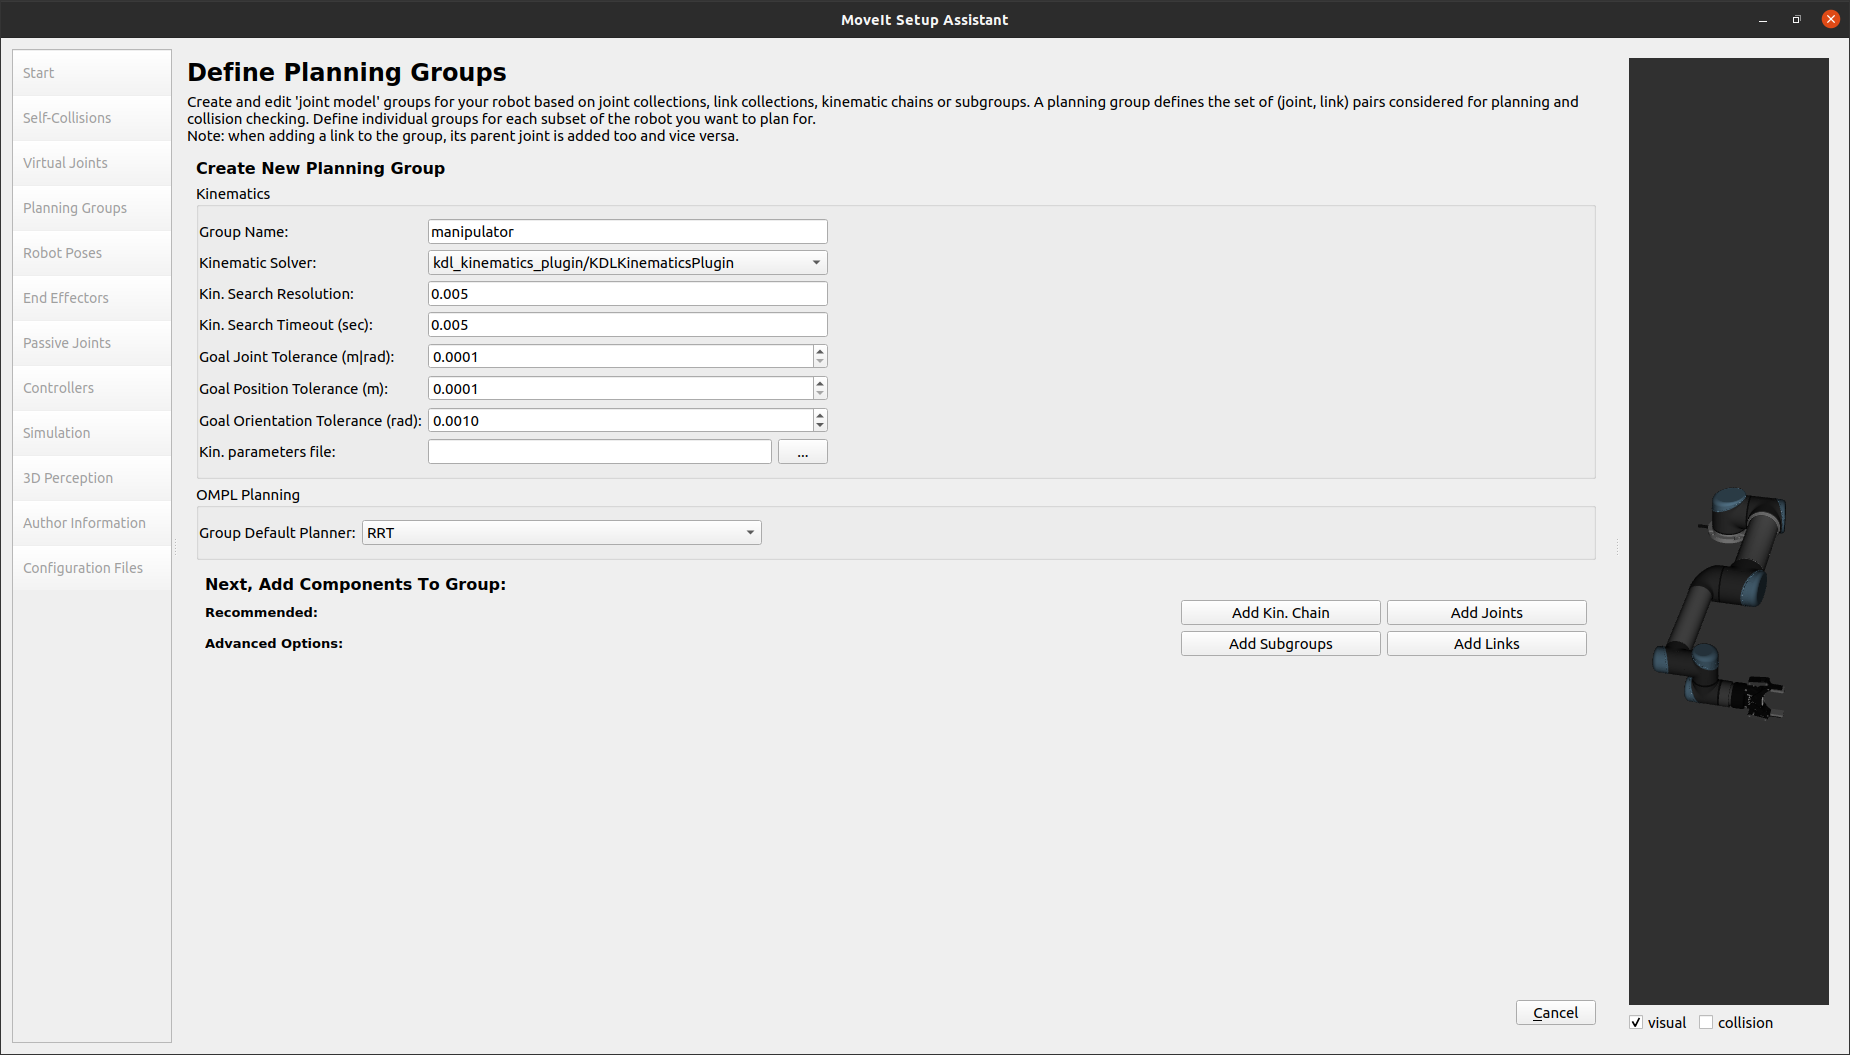 MoveIt Setup Assistant
Start
Self-Collisions
Virtual Joints
Planning Groups
Robot Poses
End Effectors
Passive Joints
Controllers
Simulation
3D Perception
Author Information
Configuration Files
Define Planning Groups
Create and edit 'joint model' groups for your robot based on joint collections, link collections, kinematic chains or subgroups. A planning group defines the set of (joint, link) pairs considered for planning and
collision checking. Define individual groups for each subset of the robot you want to plan for.
Note: when adding a link to the group, its parent joint is added too and vice versa.
Create New Planning Group
Kinematics
Group Name: manipulator
Kinematic Solver: kdl_kinematics_plugin/KDLKinematicsPlugin
Kin. Search Resolution: 0.005
Kin. Search Timeout (sec): 0.005
Goal Joint Tolerance (m|rad): 0.0001
Goal Position Tolerance (m): 0.0001
Goal Orientation Tolerance (rad): 0.0010
Kin. parameters file: ...
OMPL Planning
Group Default Planner: RRT
Next, Add Components To Group:
Recommended: Add Kin. Chain Add Joints
Advanced Options: Add Subgroups Add Links
Cancel
visual collision